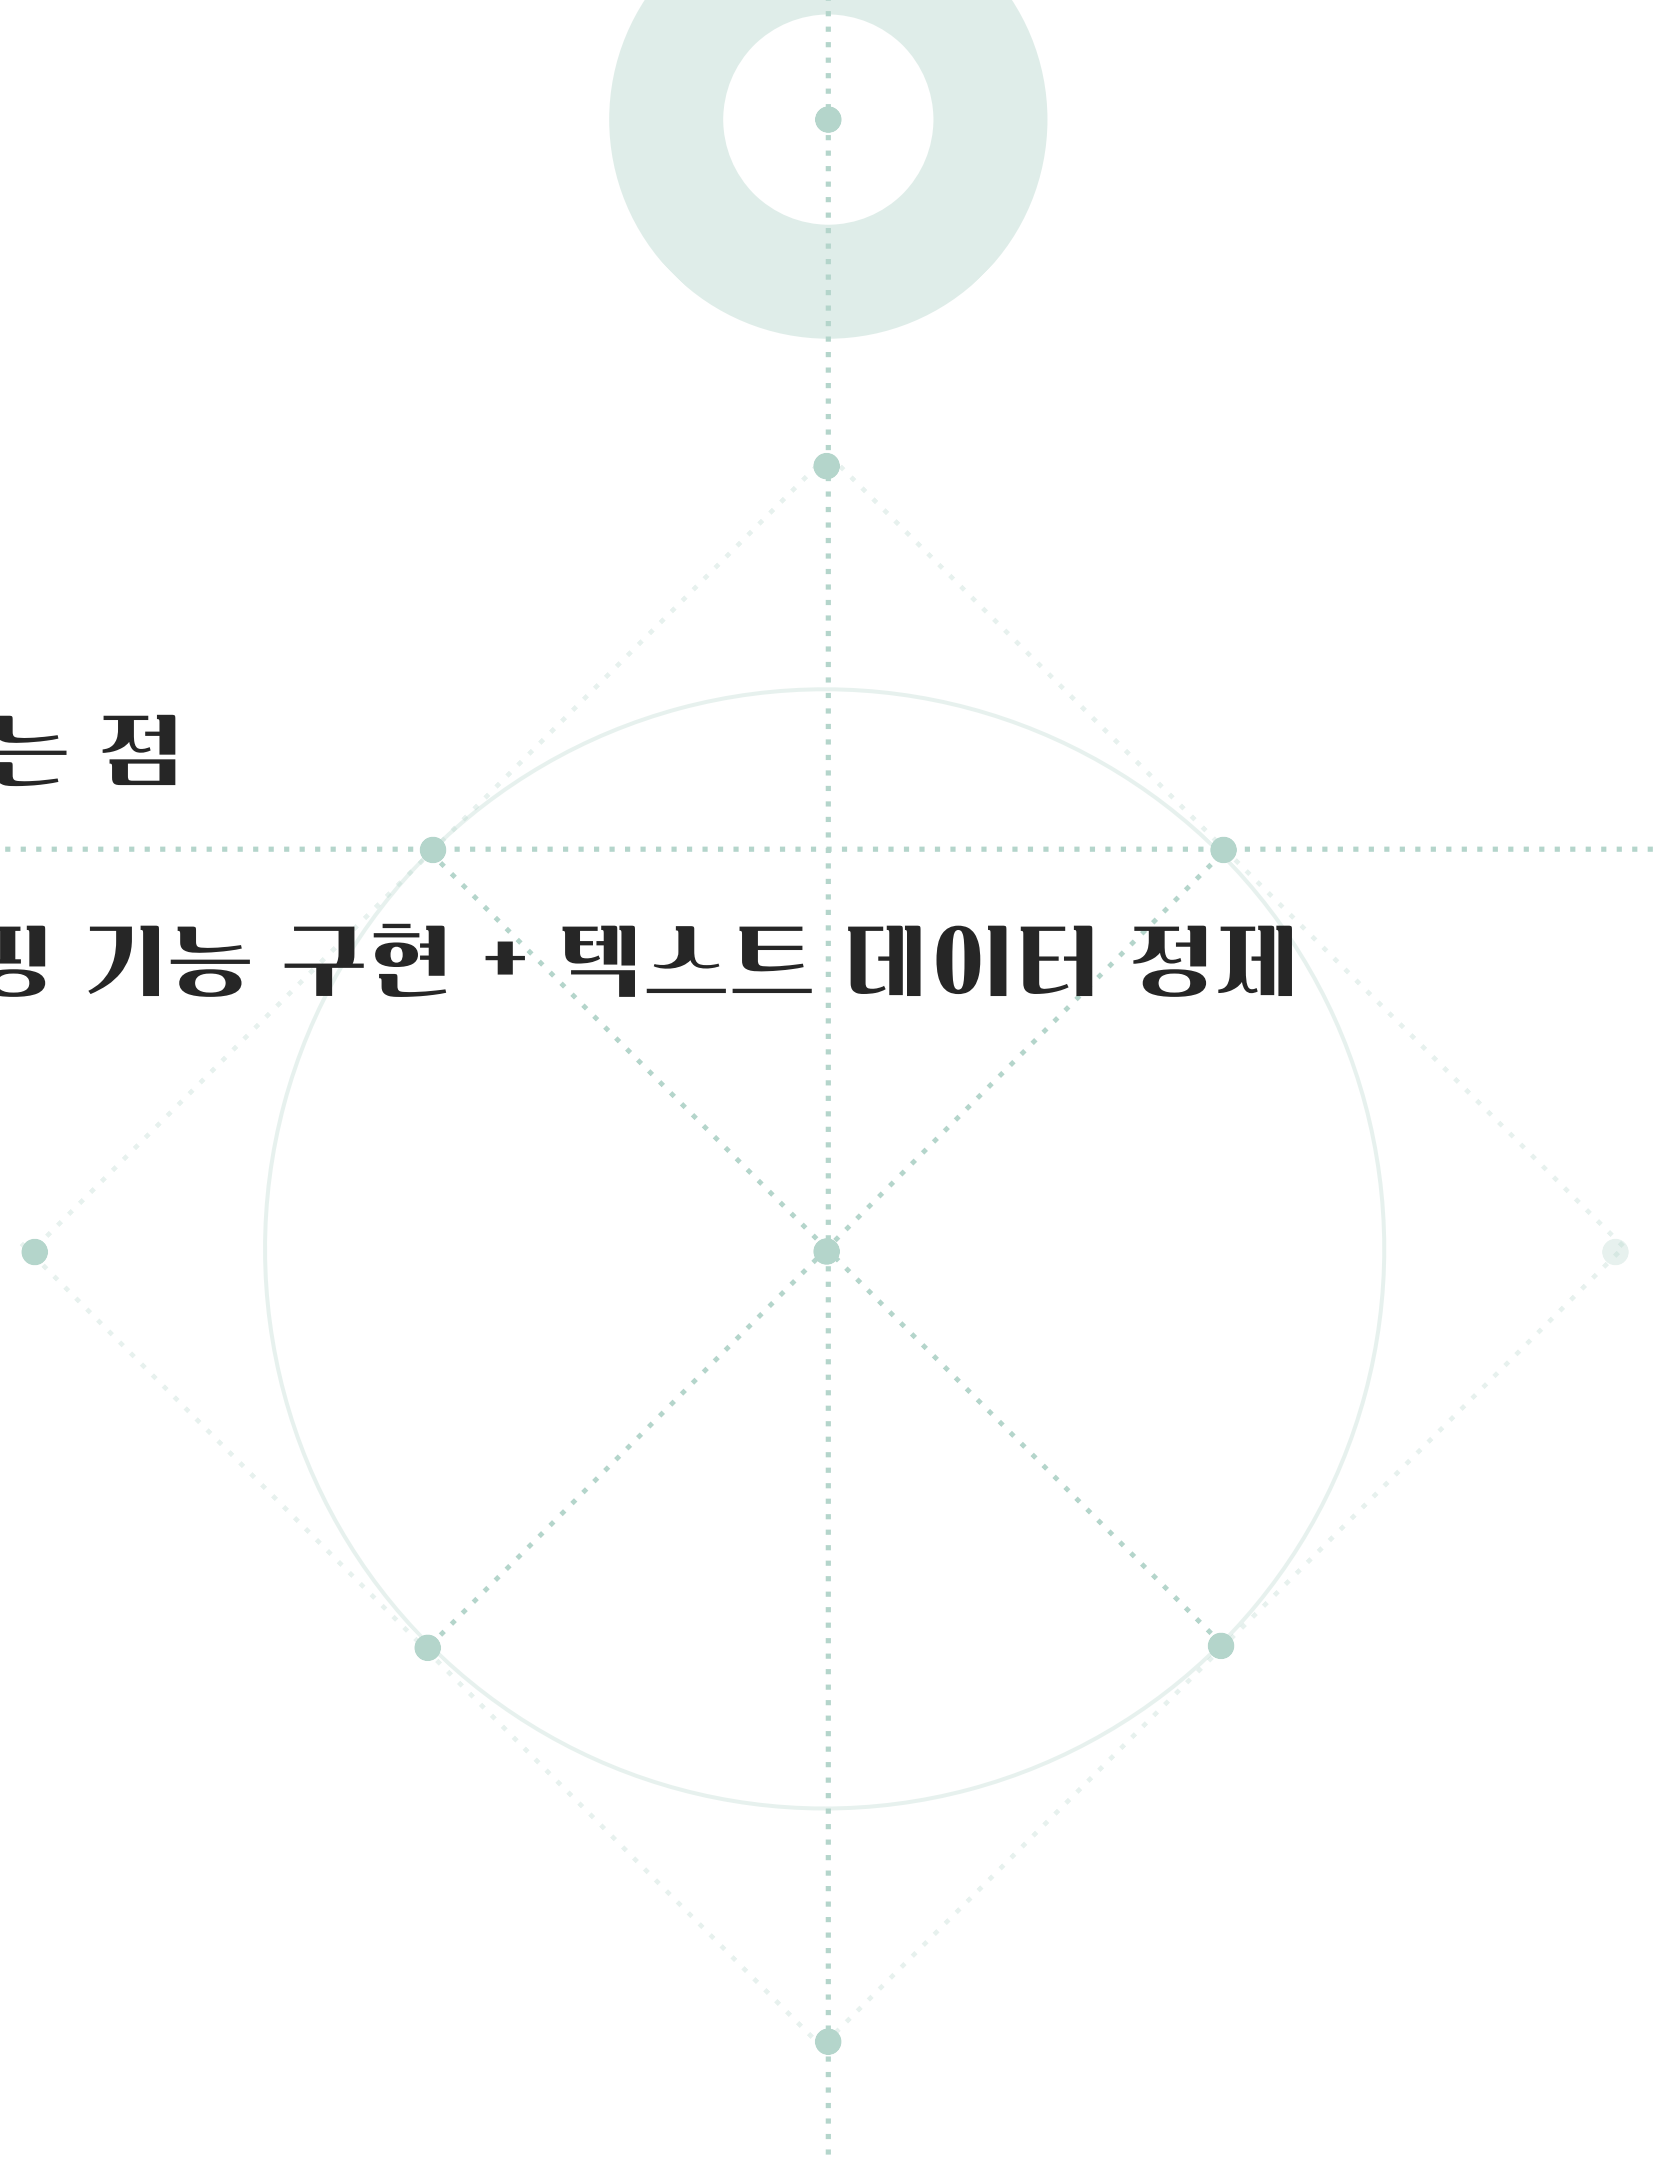 는 점
핑 기능 구현 + 텍스트 데이터 정제